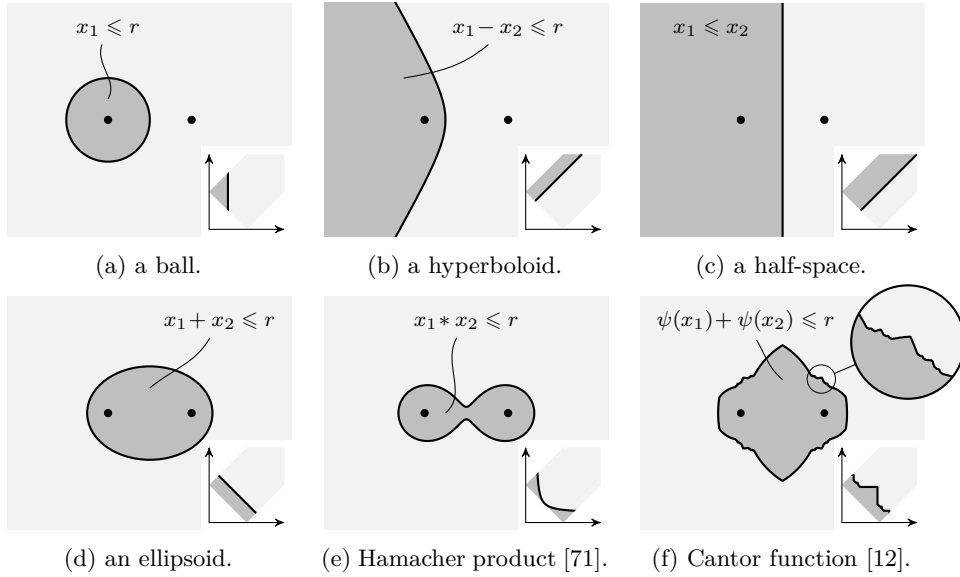 x₁ ⩽ r
x₁ − x₂ ⩽ r
x₁ ⩽ x₂
(a) a ball.
(b) a hyperboloid.
(c) a half-space.
x₁ + x₂ ⩽ r
x₁ * x₂ ⩽ r
ψ(x₁) + ψ(x₂) ⩽ r
(d) an ellipsoid.
(e) Hamacher product [71].
(f) Cantor function [12].